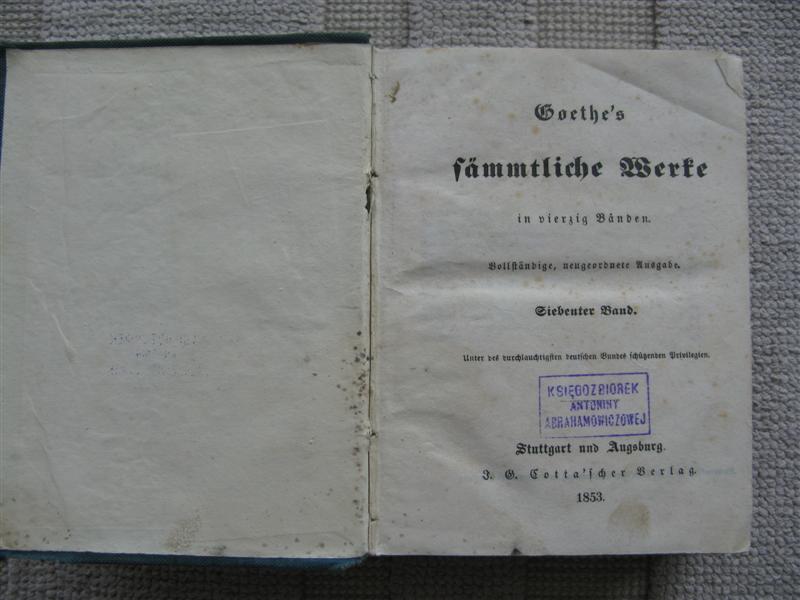 Goethe's
sämmtliche Werke
in vierzig Bänden.
Vollständige, neugeordnete Ausgabe.
Siebenter Band.
Unter des durchlauchtigsten deutschen Bundes schützenden Privilegien.
KSIĘGOZBIOREK
ANTONINY
ABRAHAMOWICZOWEJ
Stuttgart und Augsburg.
J. G. Cotta'scher Verlag.
1853.